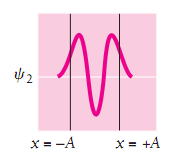 ψ₂
x = −A x = +A